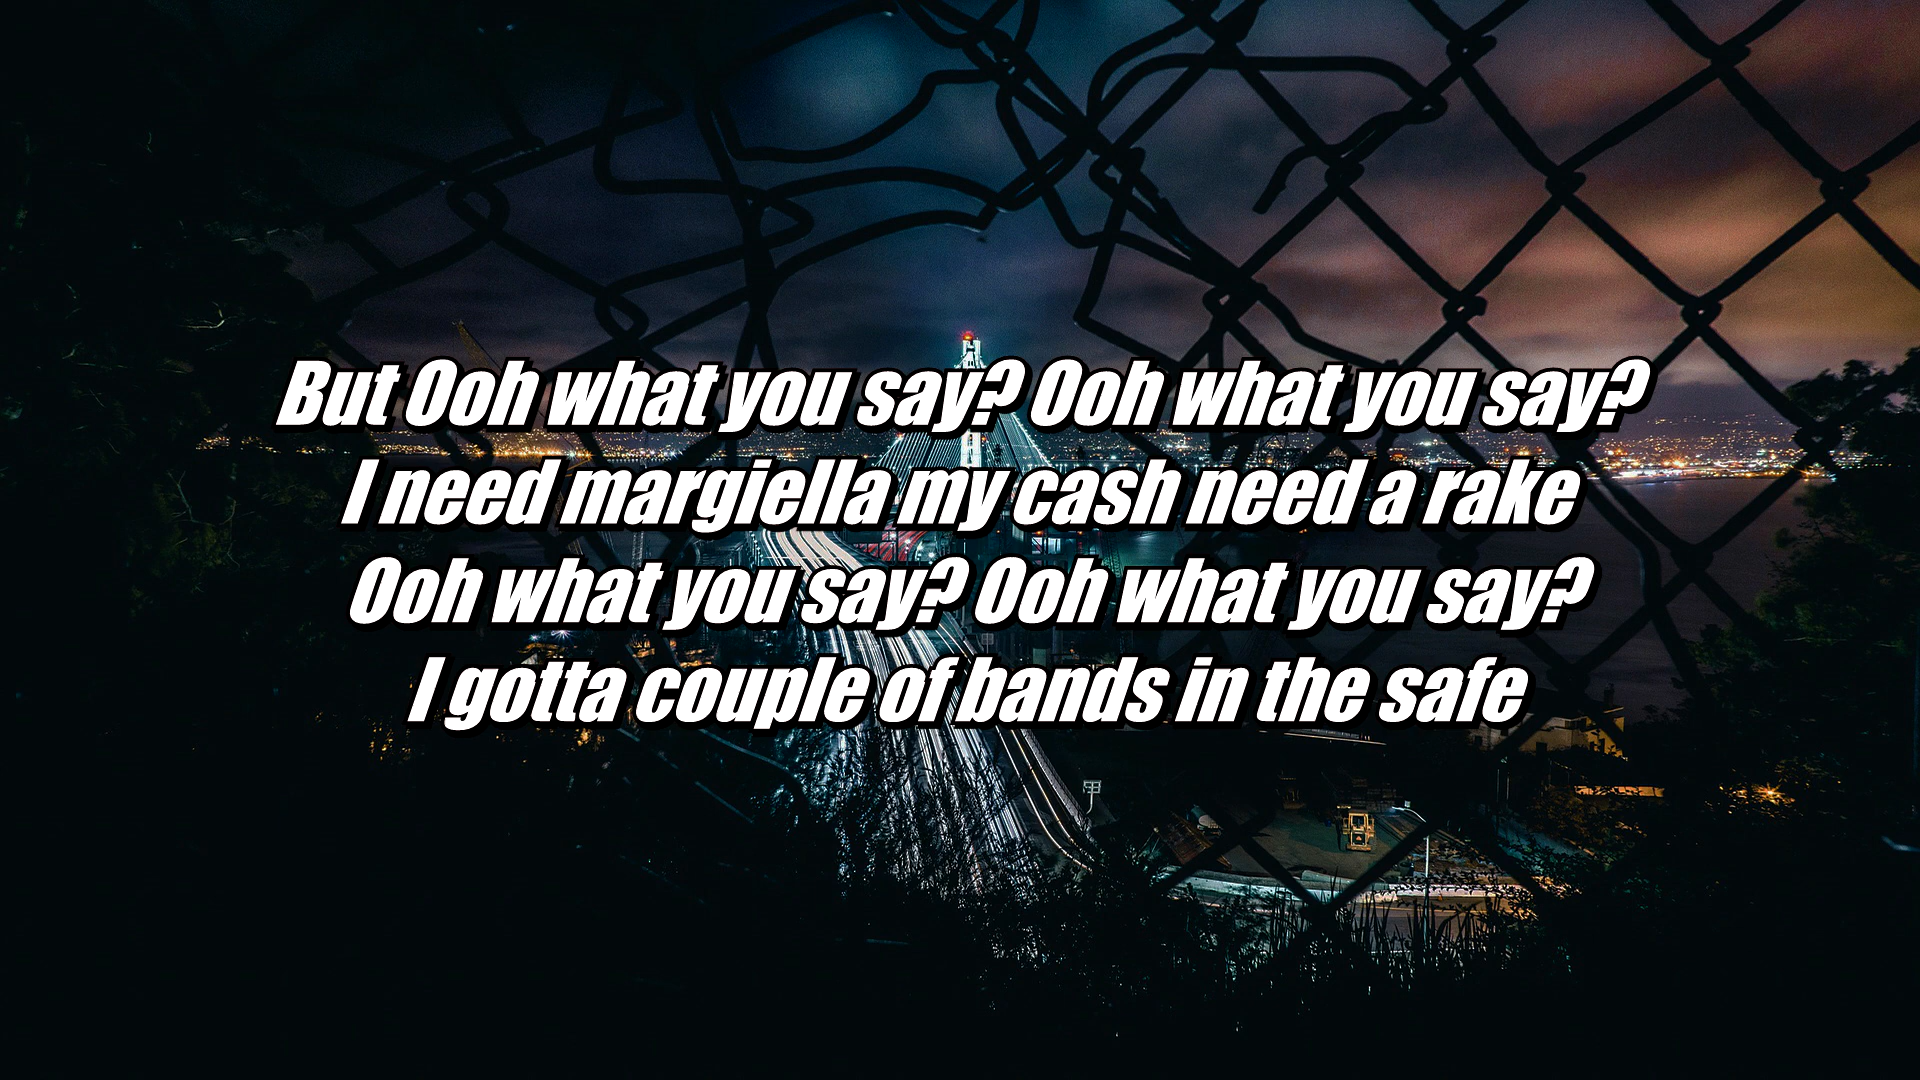 But Ooh what you say? Ooh what you say?
I need margiella my cash need a rake
Ooh what you say? Ooh what you say?
I gotta couple of bands in the safe